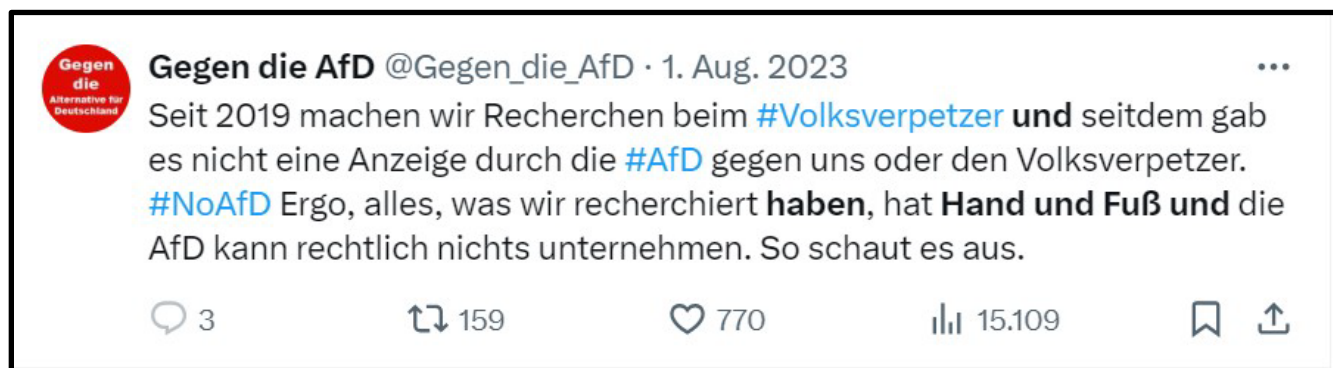 Gegen
die
Alternative für
Deutschland
Gegen die AfD @Gegen_die_AfD · 1. Aug. 2023
Seit 2019 machen wir Recherchen beim #Volksverpetzer und seitdem gab
es nicht eine Anzeige durch die #AfD gegen uns oder den Volksverpetzer.
#NoAfD Ergo, alles, was wir recherchiert haben, hat Hand und Fuß und die
AfD kann rechtlich nichts unternehmen. So schaut es aus.
3 159 770 15.109